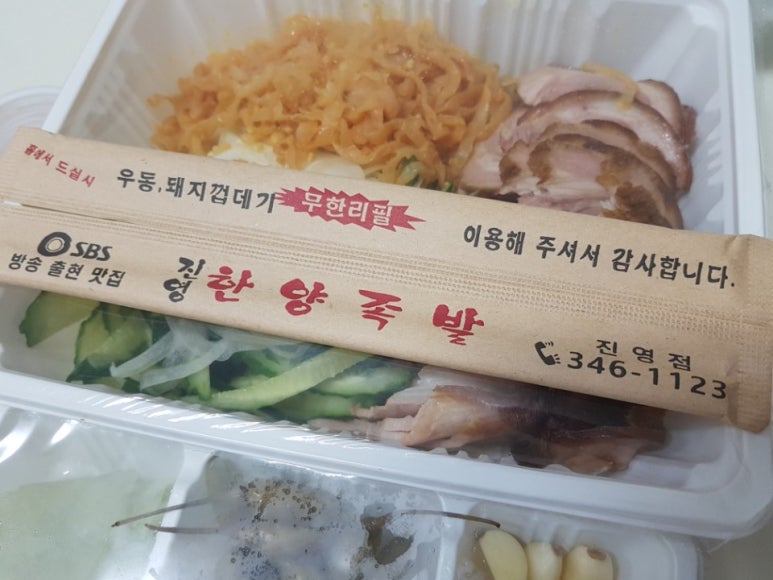 홀에서 드실시
우동,돼지껍데기 무한리필
이용해 주셔서 감사합니다.
SBS
방송 출현 맛집
진영 한양족발
진영점
346-1123